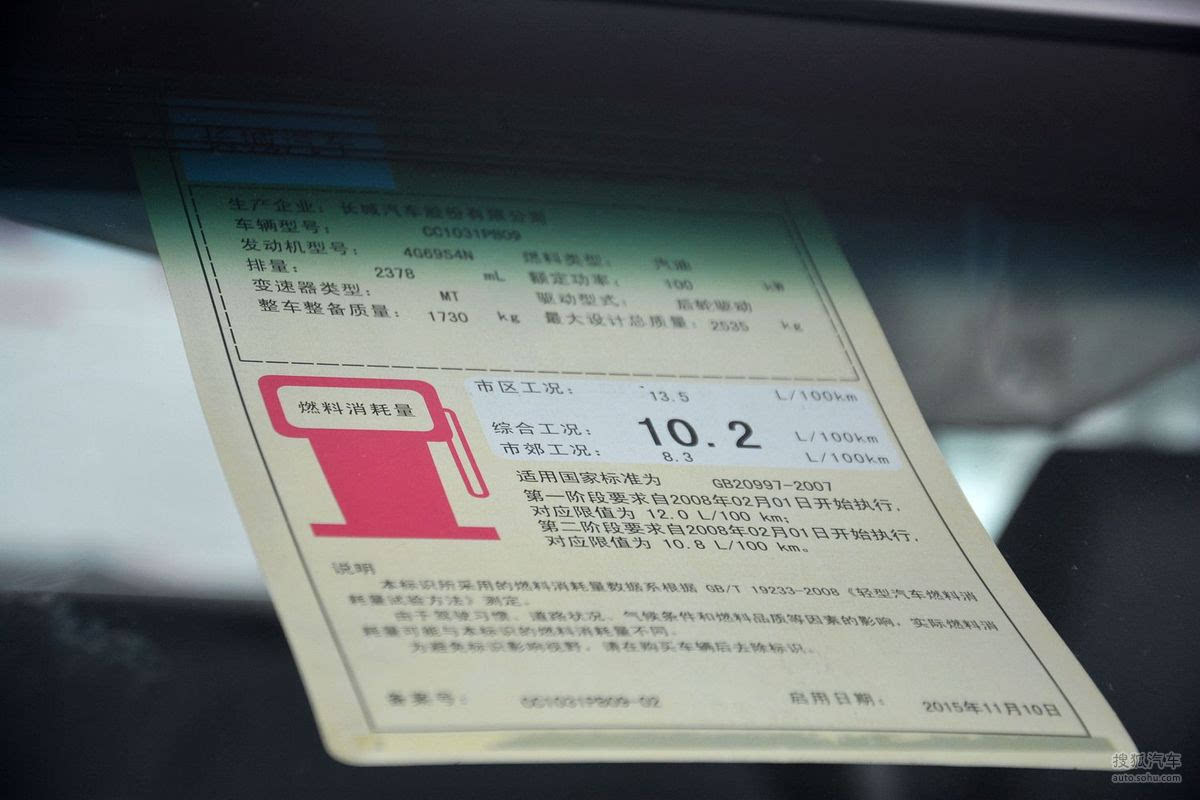 长城汽车
生产企业: 长城汽车股份有限公司
车辆型号: CC1031PS09
发动机型号: 4G69S4N 燃料类型: 汽油
排量: 2378 mL 额定功率: 100 kW
变速器类型: MT 驱动型式: 后轮驱动
整车整备质量: 1730 kg 最大设计总质量: 2535 kg
燃料消耗量
市区工况: 13.5 L/100km
综合工况: 10.2 L/100km
市郊工况: 8.3 L/100km
适用国家标准为 GB20997-2007
第一阶段要求自2008年02月01日开始执行,
对应限值为 12.0 L/100 km;
第二阶段要求自2008年02月01日开始执行,
对应限值为 10.8 L/100 km。
说明
本标识所采用的燃料消耗量数据系根据 GB/T 19233-2008《轻型汽车燃料消
耗量试验方法》测定。
由于驾驶习惯、道路状况、气候条件和燃料品质等因素的影响,实际燃料消
耗量可能与本标识的燃料消耗量不同。
为避免标识影响视野,请在购买车辆后去除标识。
备案号: CC1031PS09-02 启用日期: 2015年11月10日
搜狐汽车
auto.sohu.com